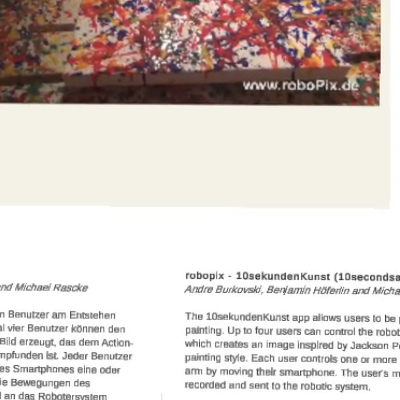 www.roboPix.de
nd Michael Rascke
Benutzer am Entstehen
vier Benutzer können den
Bild erzeugt, das dem Action-
mpfunden ist. Jeder Benutzer
es Smartphones eine oder
e Bewegungen des
an das Robotersystem
robopix - 10sekundenKunst (10secondsa
Andre Burkovski, Benjamin Höferlin and Micha
The 10sekundenKunst app allows users to be
painting. Up to four users can control the robot
which creates an image inspired by Jackson P
painting style. Each user controls one or more
arm by moving their smartphone. The user's m
recorded and sent to the robotic system.